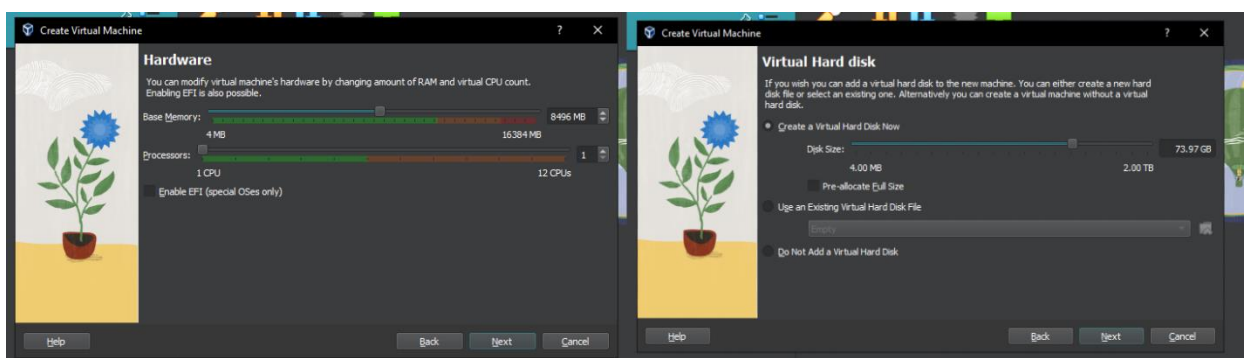 Create Virtual Machine
?
Hardware
You can modify virtual machine's hardware by changing amount of RAM and virtual CPU count.
Enabling EFI is also possible.
Base Memory:
8496 MB
4 MB
16384 MB
Processors:
1
1 CPU
12 CPUs
Enable EFI (special OSes only)
Help
Back
Next
Cancel
Create Virtual Machine
?
Virtual Hard disk
If you wish you can add a virtual hard disk to the new machine. You can either create a new hard
disk file or select an existing one. Alternatively you can create a virtual machine without a virtual
hard disk.
Create a Virtual Hard Disk Now
Disk Size:
73.97 GB
4.00 MB
2.00 TB
Pre-allocate Full Size
Use an Existing Virtual Hard Disk File
Empty
Do Not Add a Virtual Hard Disk
Help
Back
Next
Cancel